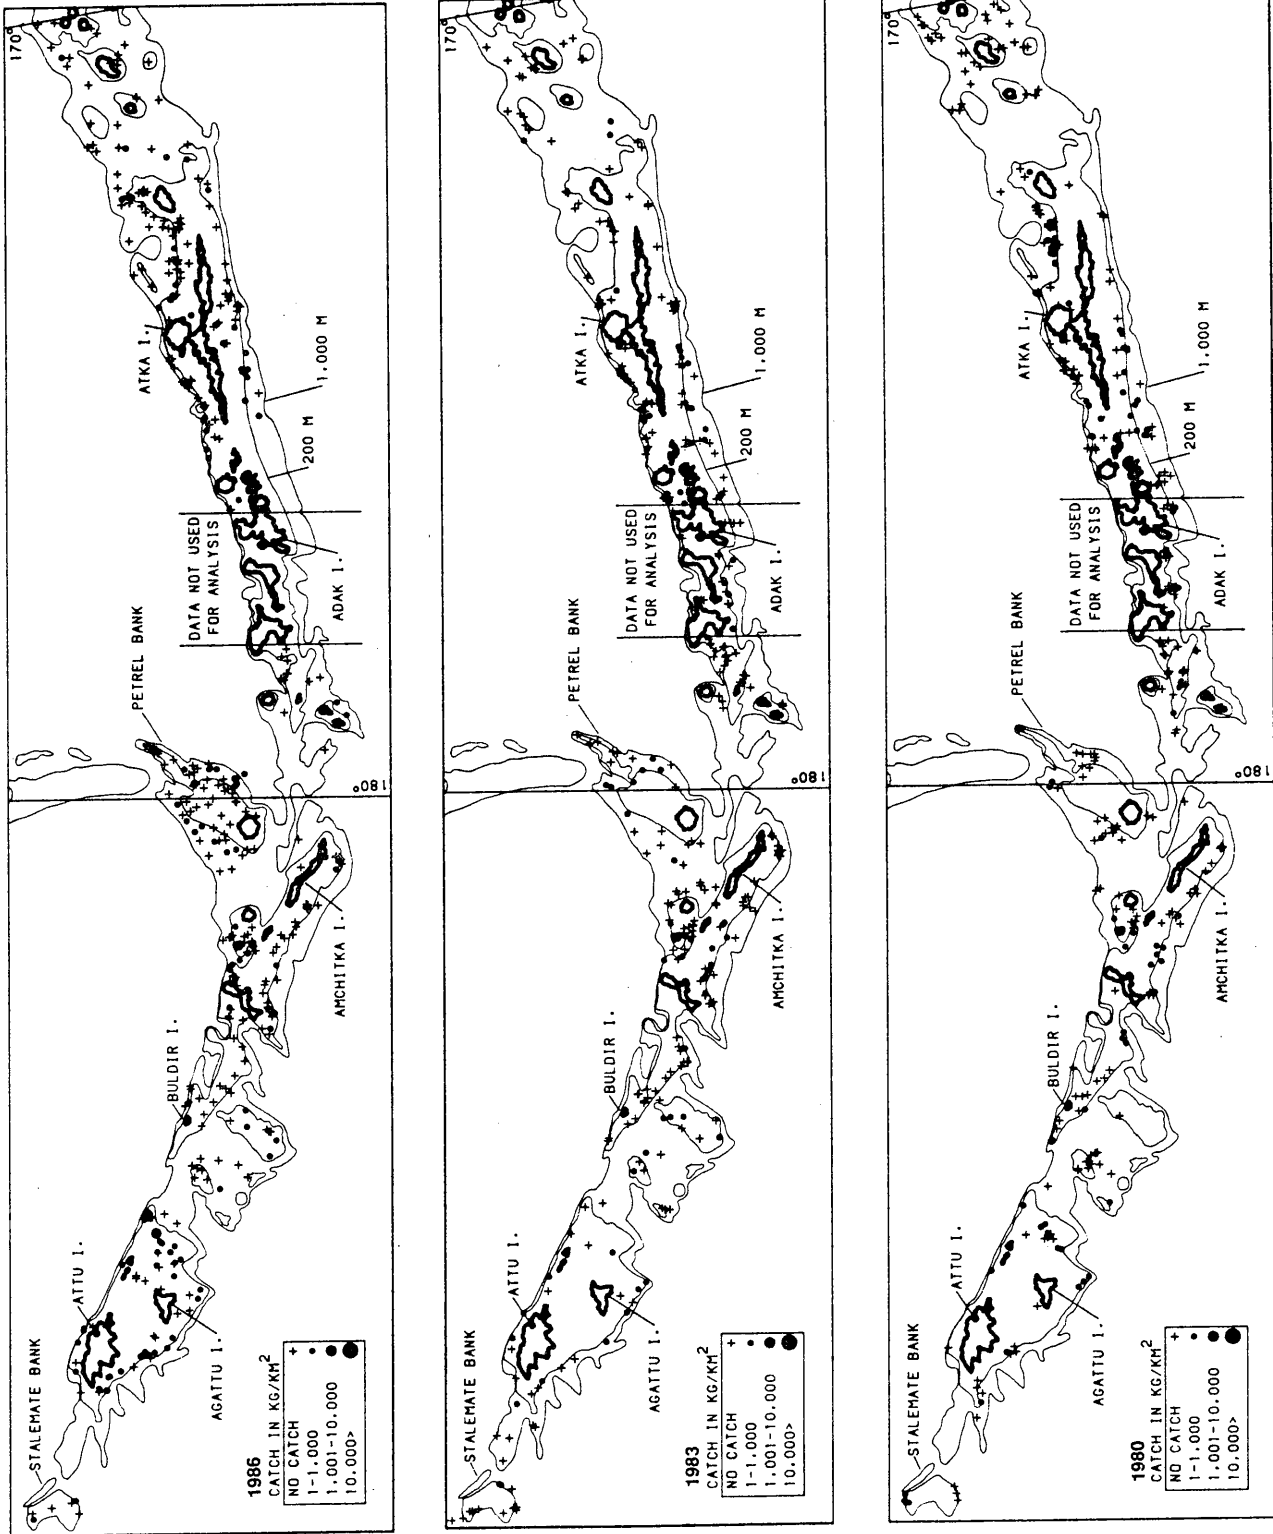 1986
CATCH IN KG/KM²
NO CATCH +
1-1.000
1.001-10.000
10.000>
STALEMATE BANK
ATTU I.
AGATTU I.
BULDIR I.
AMCHITKA I.
PETREL BANK
180°
DATA NOT USED
FOR ANALYSIS
ADAK I.
ATKA I.
200 M
1.000 M
170°
1983
CATCH IN KG/KM²
NO CATCH +
1-1.000
1.001-10.000
10.000>
STALEMATE BANK
ATTU I.
AGATTU I.
BULDIR I.
AMCHITKA I.
PETREL BANK
180°
DATA NOT USED
FOR ANALYSIS
ADAK I.
ATKA I.
200 M
1.000 M
170°
1980
CATCH IN KG/KM²
NO CATCH +
1-1.000
1.001-10.000
10.000>
STALEMATE BANK
ATTU I.
AGATTU I.
BULDIR I.
AMCHITKA I.
PETREL BANK
180°
DATA NOT USED
FOR ANALYSIS
ADAK I.
ATKA I.
200 M
1.000 M
170°